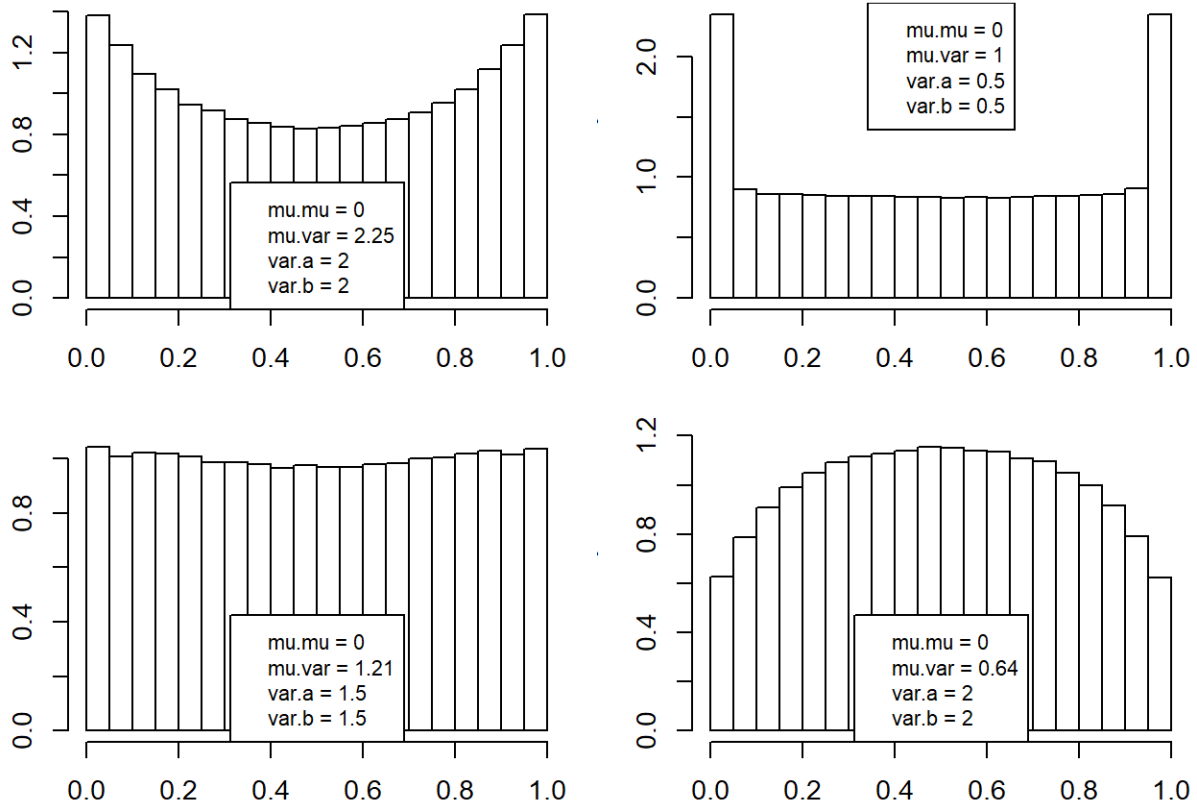 1.2
0.8
0.4
0.0
mu.mu = 0
mu.var = 2.25
var.a = 2
var.b = 2
0.0 0.2 0.4 0.6 0.8 1.0
2.0
1.0
0.0
mu.mu = 0
mu.var = 1
var.a = 0.5
var.b = 0.5
0.0 0.2 0.4 0.6 0.8 1.0
0.8
0.4
0.0
mu.mu = 0
mu.var = 1.21
var.a = 1.5
var.b = 1.5
0.0 0.2 0.4 0.6 0.8 1.0
1.2
0.8
0.4
0.0
mu.mu = 0
mu.var = 0.64
var.a = 2
var.b = 2
0.0 0.2 0.4 0.6 0.8 1.0